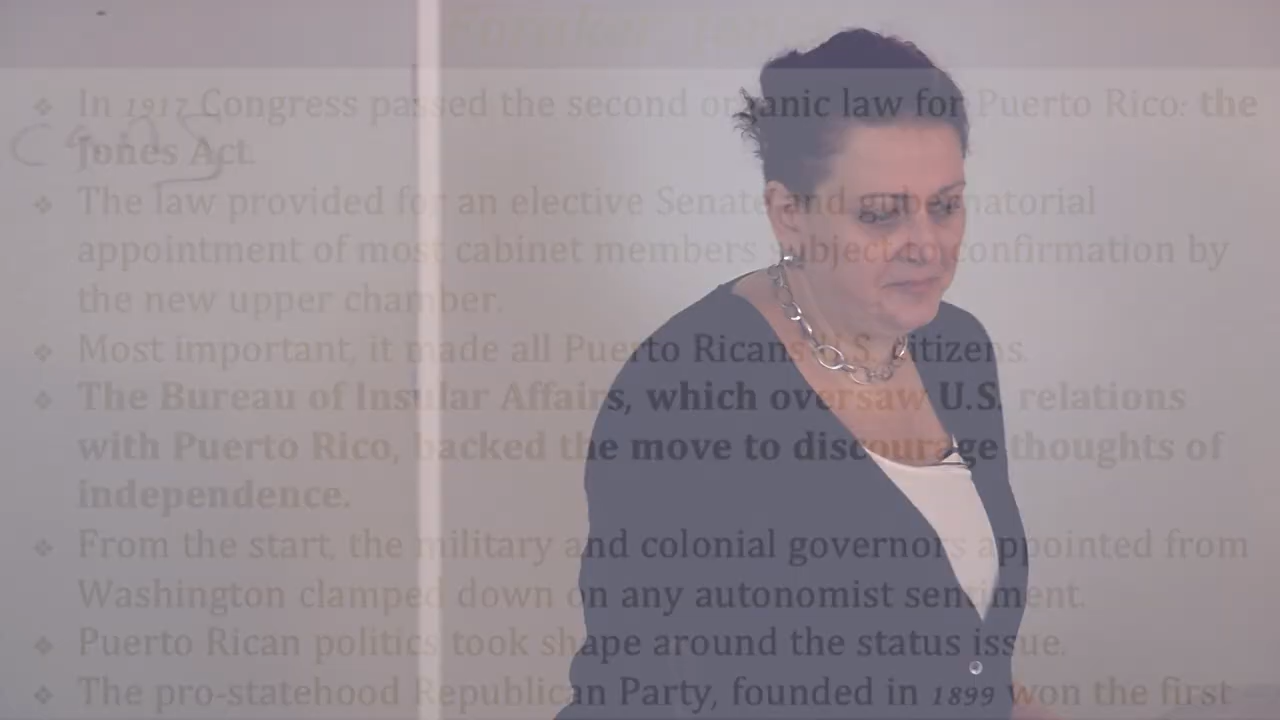 ❖ In 1917 Congress passed the second organic law for Puerto Rico: the
Jones Act.
❖ The law provided for an elective Senate and gubernatorial
appointment of most cabinet members subject to confirmation by
the new upper chamber.
❖ Most important, it made all Puerto Ricans U.S. citizens.
❖ The Bureau of Insular Affairs, which oversaw U.S. relations
with Puerto Rico, backed the move to discourage thoughts of
independence.
❖ From the start, the military and colonial governors appointed from
Washington clamped down on any autonomist sentiment.
❖ Puerto Rican politics took shape around the status issue.
❖ The pro-statehood Republican Party, founded in 1899 won the first